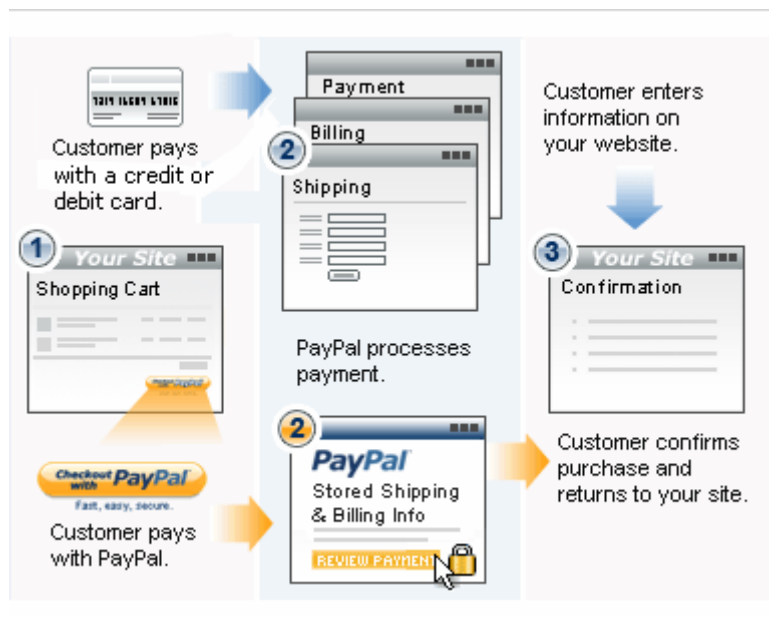 Customer pays
with a credit or
debit card.
1
Your Site
Shopping Cart
Checkout
with PayPal
Fast, easy, secure.
Customer pays
with PayPal.
Payment
Billing
2
Shipping
PayPal processes
payment.
2
PayPal
Stored Shipping
& Billing Info
REVIEW PAYMENT
Customer enters
information on
your website.
3
Your Site
Confirmation
Customer confirms
purchase and
returns to your site.